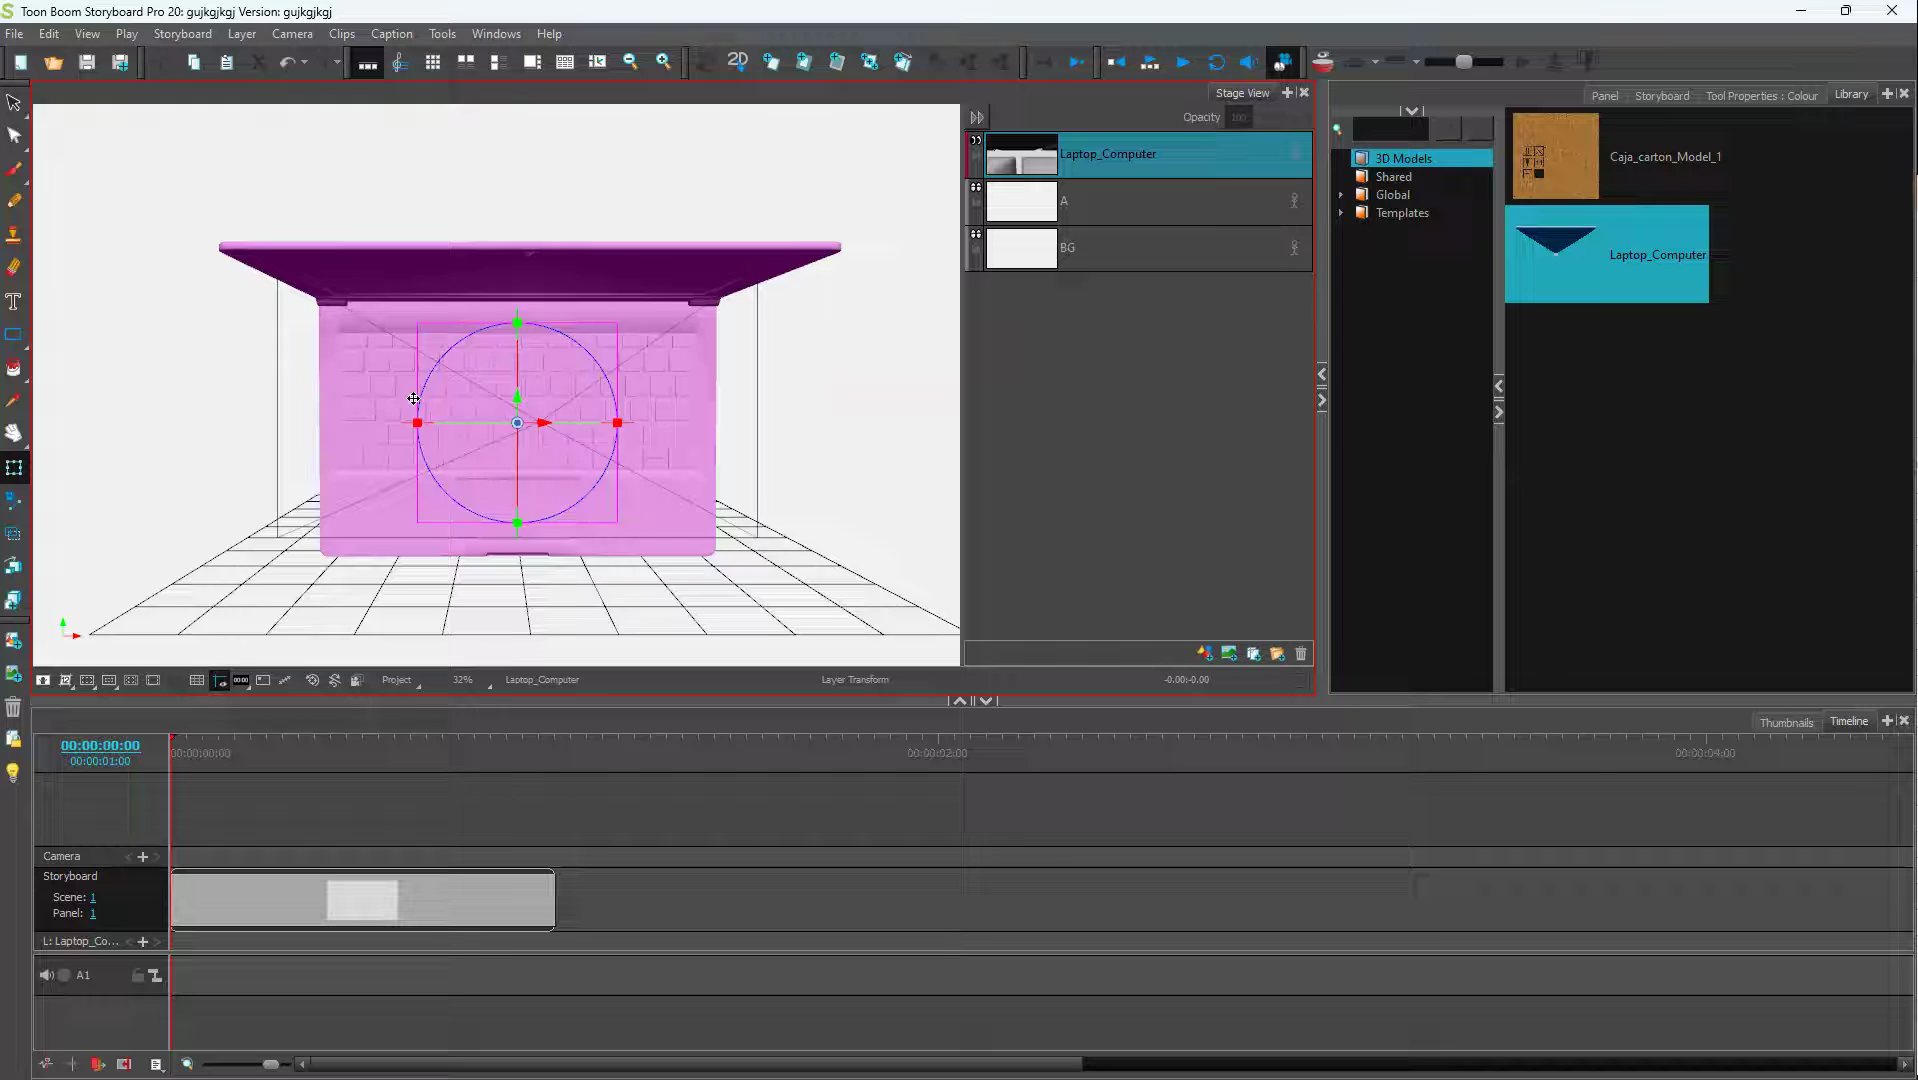 Toon Boom Storyboard Pro 20: gujkgjkgj Version: gujkgjkgj
File Edit View Play Storyboard Layer Camera Clips Caption Tools Windows Help
2D
Stage View
Panel Storyboard Tool Properties : Colour Library
Opacity 100
Laptop_Computer
A
BG
3D Models
Shared
Global
Templates
Caja_carton_Model_1
Laptop_Computer
T
Project 32% Laptop_Computer Layer Transform -0.00:-0.00
Thumbnails Timeline
00:00:00:00
00:00:01:00
00:00:00:00 00:00:02:00 00:00:04:00
Camera
Storyboard
Scene: 1
Panel: 1
L: Laptop_Co...
A1